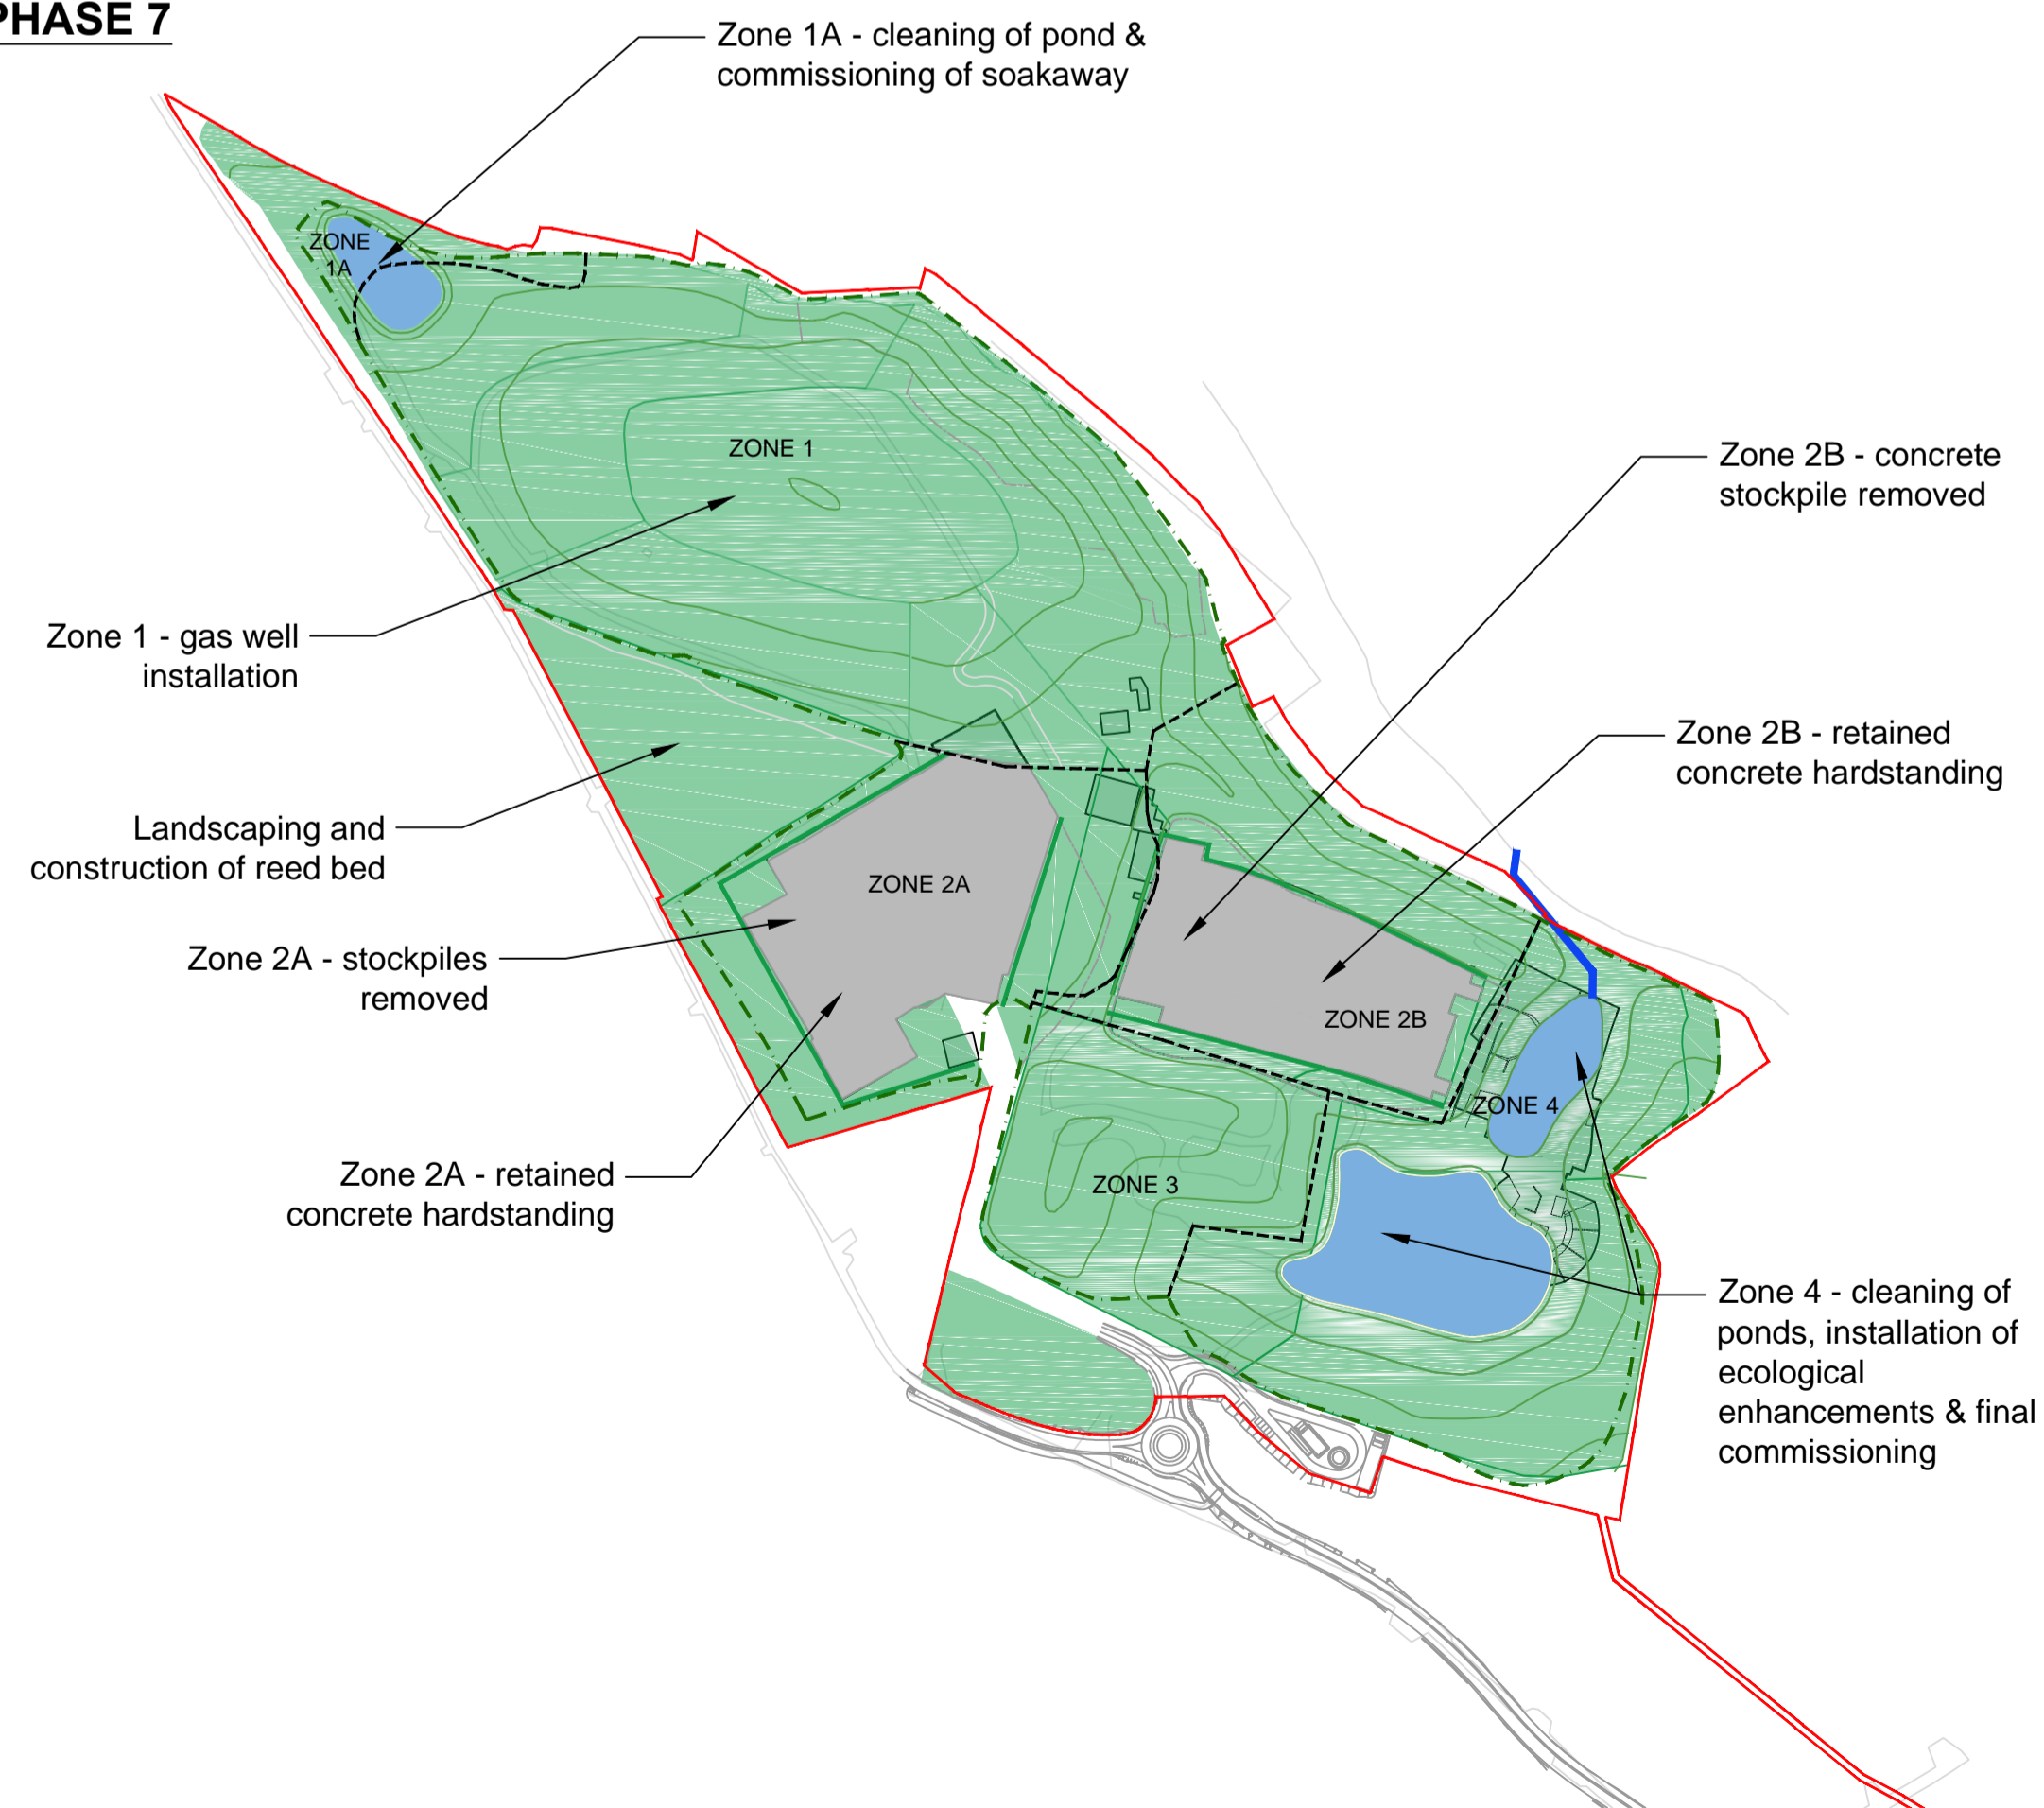 PHASE 7
Zone 1A - cleaning of pond &
commissioning of soakaway
ZONE
1A
ZONE 1
Zone 2B - concrete
stockpile removed
Zone 1 - gas well
installation
Zone 2B - retained
concrete hardstanding
Landscaping and
construction of reed bed
ZONE 2A
Zone 2A - stockpiles
removed
ZONE 2B
ZONE 4
Zone 2A - retained
concrete hardstanding
ZONE 3
Zone 4 - cleaning of
ponds, installation of
ecological
enhancements & final
commissioning